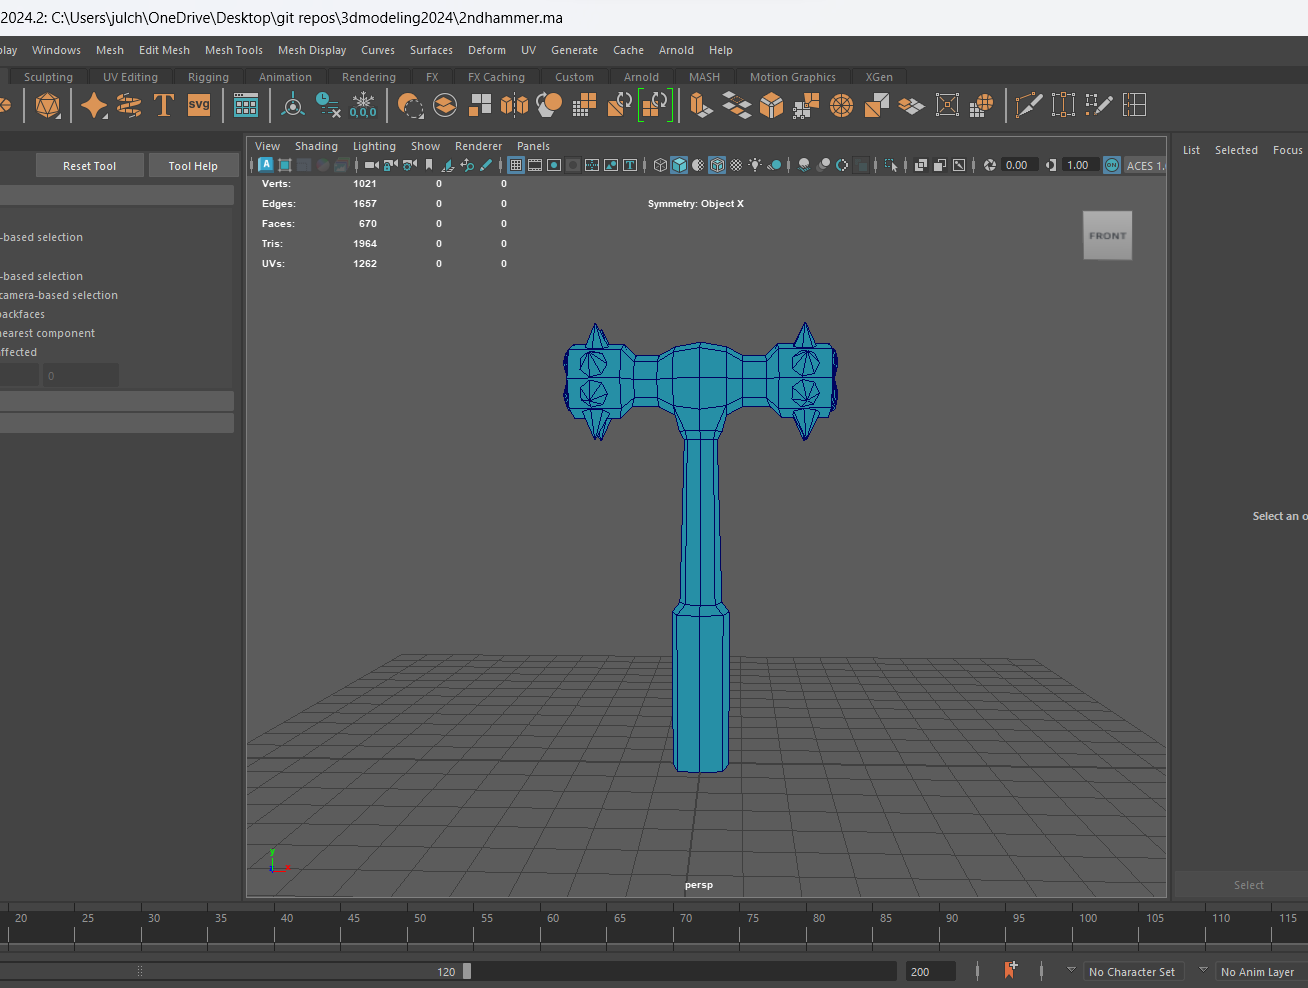 2024.2: C:\Users\julch\OneDrive\Desktop\git repos\3dmodeling2024\2ndhammer.ma
play Windows Mesh Edit Mesh Mesh Tools Mesh Display Curves Surfaces Deform UV Generate Cache Arnold Help
Sculpting UV Editing Rigging Animation Rendering FX FX Caching Custom Arnold MASH Motion Graphics XGen
T svg 0,0,0
View Shading Lighting Show Renderer Panels
List Selected Focus
Reset Tool Tool Help
A T 0.00 1.00 ON ACES 1.0
Verts: 1021 0 0
Edges: 1657 0 0
Symmetry: Object X
Faces: 670 0 0
Tris: 1964 0 0
UVs: 1262 0 0
FRONT
-based selection
-based selection
camera-based selection
backfaces
nearest component
affected
0
Select an o
y
persp
Select
20 25 30 35 40 45 50 55 60 65 70 75 80 85 90 95 100 105 110 115
120 200 No Character Set No Anim Layer